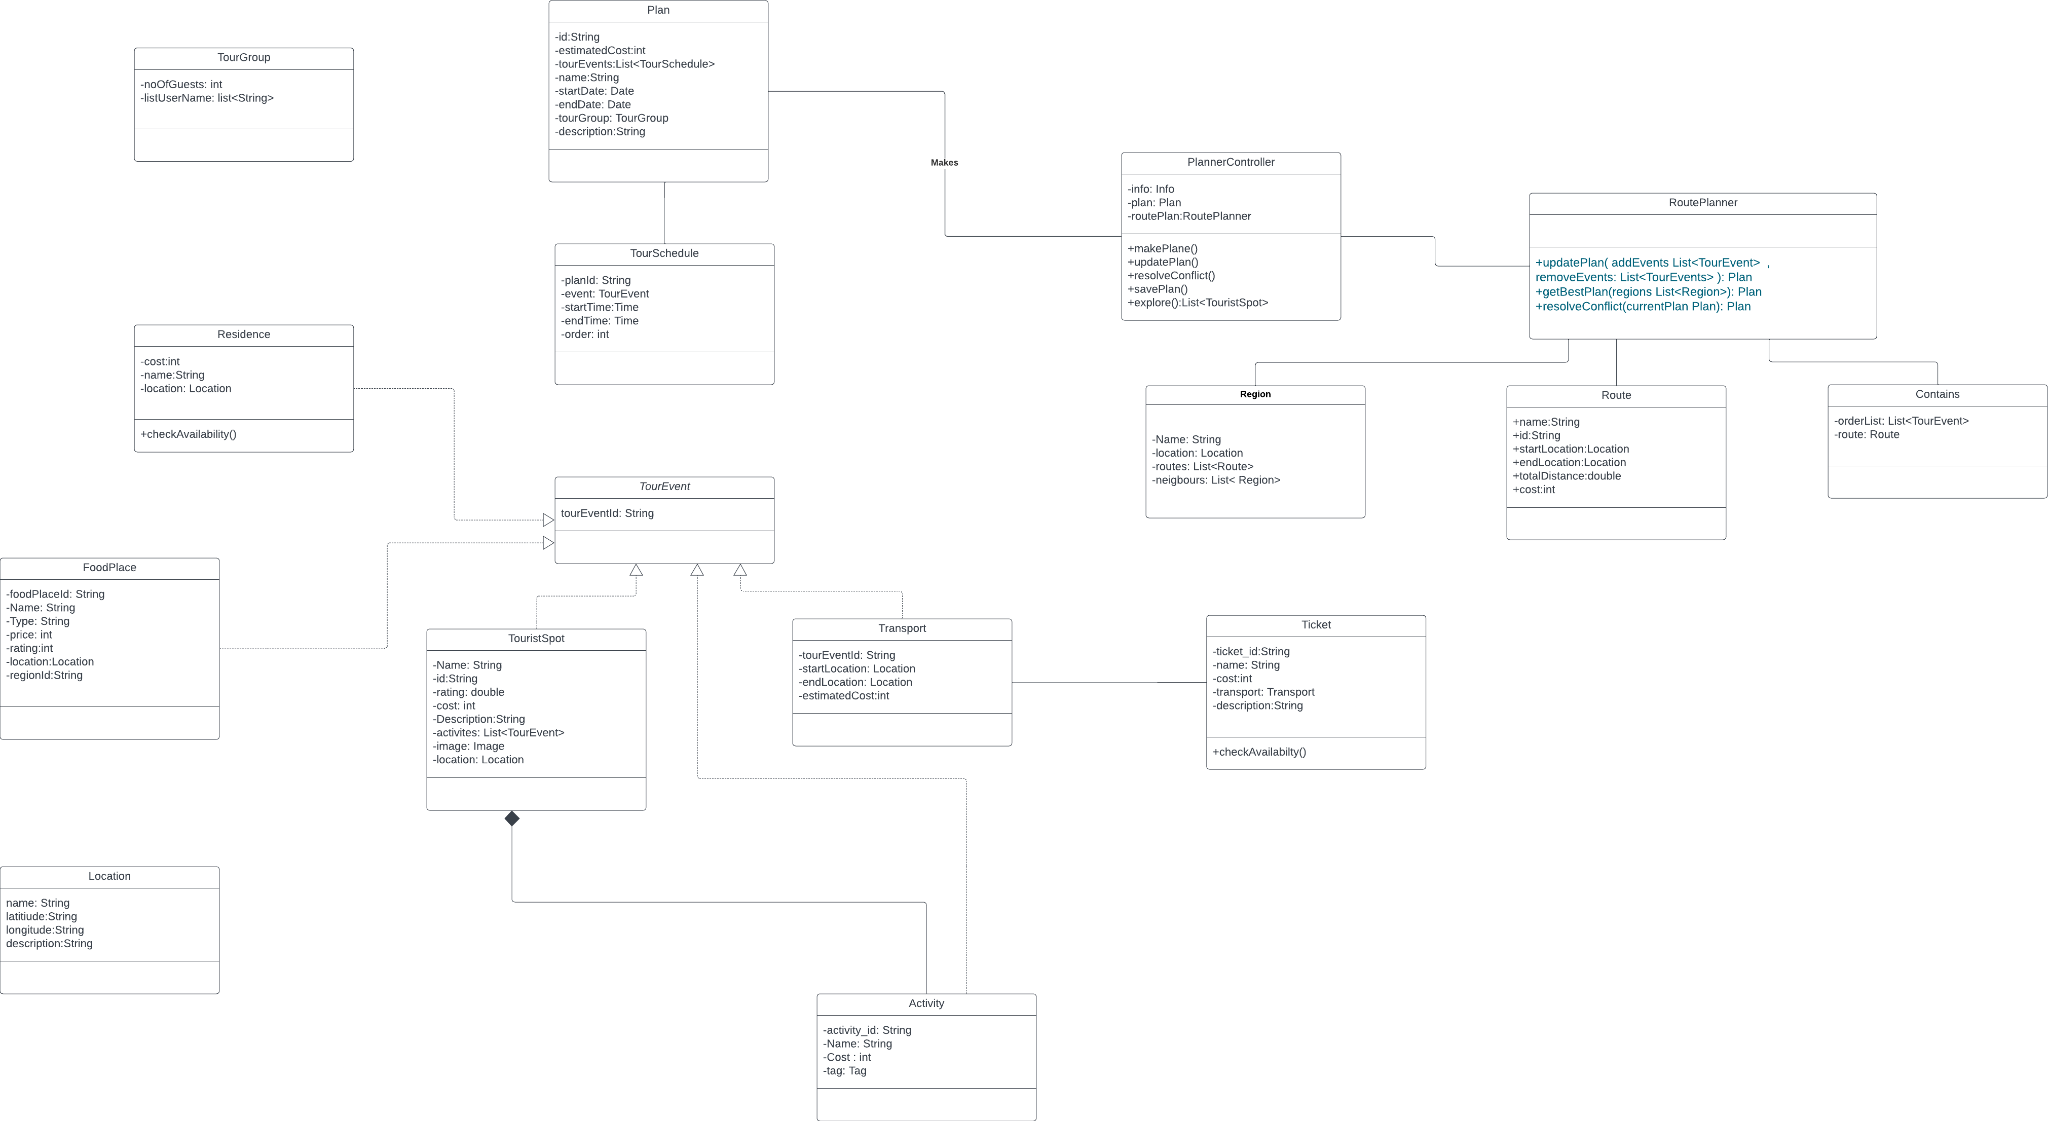 Plan
-id:String
-estimatedCost:int
-tourEvents:List<TourSchedule>
-name:String
-startDate: Date
-endDate: Date
-tourGroup: TourGroup
-description:String
TourGroup
-noOfGuests: int
-listUserName: list<String>
Makes
PlannerController
-info: Info
-plan: Plan
-routePlan:RoutePlanner
+makePlane()
+updatePlan()
+resolveConflict()
+savePlan()
+explore():List<TouristSpot>
RoutePlanner
+updatePlan( addEvents List<TourEvent>  ,
removeEvents: List<TourEvents> ): Plan
+getBestPlan(regions List<Region>): Plan
+resolveConflict(currentPlan Plan): Plan
TourSchedule
-planId: String
-event: TourEvent
-startTime:Time
-endTime: Time
-order: int
Residence
-cost:int
-name:String
-location: Location
+checkAvailability()
Region
-Name: String
-location: Location
-routes: List<Route>
-neigbours: List< Region>
Route
+name:String
+id:String
+startLocation:Location
+endLocation:Location
+totalDistance:double
+cost:int
Contains
-orderList: List<TourEvent>
-route: Route
TourEvent
tourEventId: String
FoodPlace
-foodPlaceId: String
-Name: String
-Type: String
-price: int
-rating:int
-location:Location
-regionId:String
TouristSpot
-Name: String
-id:String
-rating: double
-cost: int
-Description:String
-activites: List<TourEvent>
-image: Image
-location: Location
Transport
-tourEventId: String
-startLocation: Location
-endLocation: Location
-estimatedCost:int
Ticket
-ticket_id:String
-name: String
-cost:int
-transport: Transport
-description:String
+checkAvailabilty()
Location
name: String
latitiude:String
longitude:String
description:String
Activity
-activity_id: String
-Name: String
-Cost : int
-tag: Tag